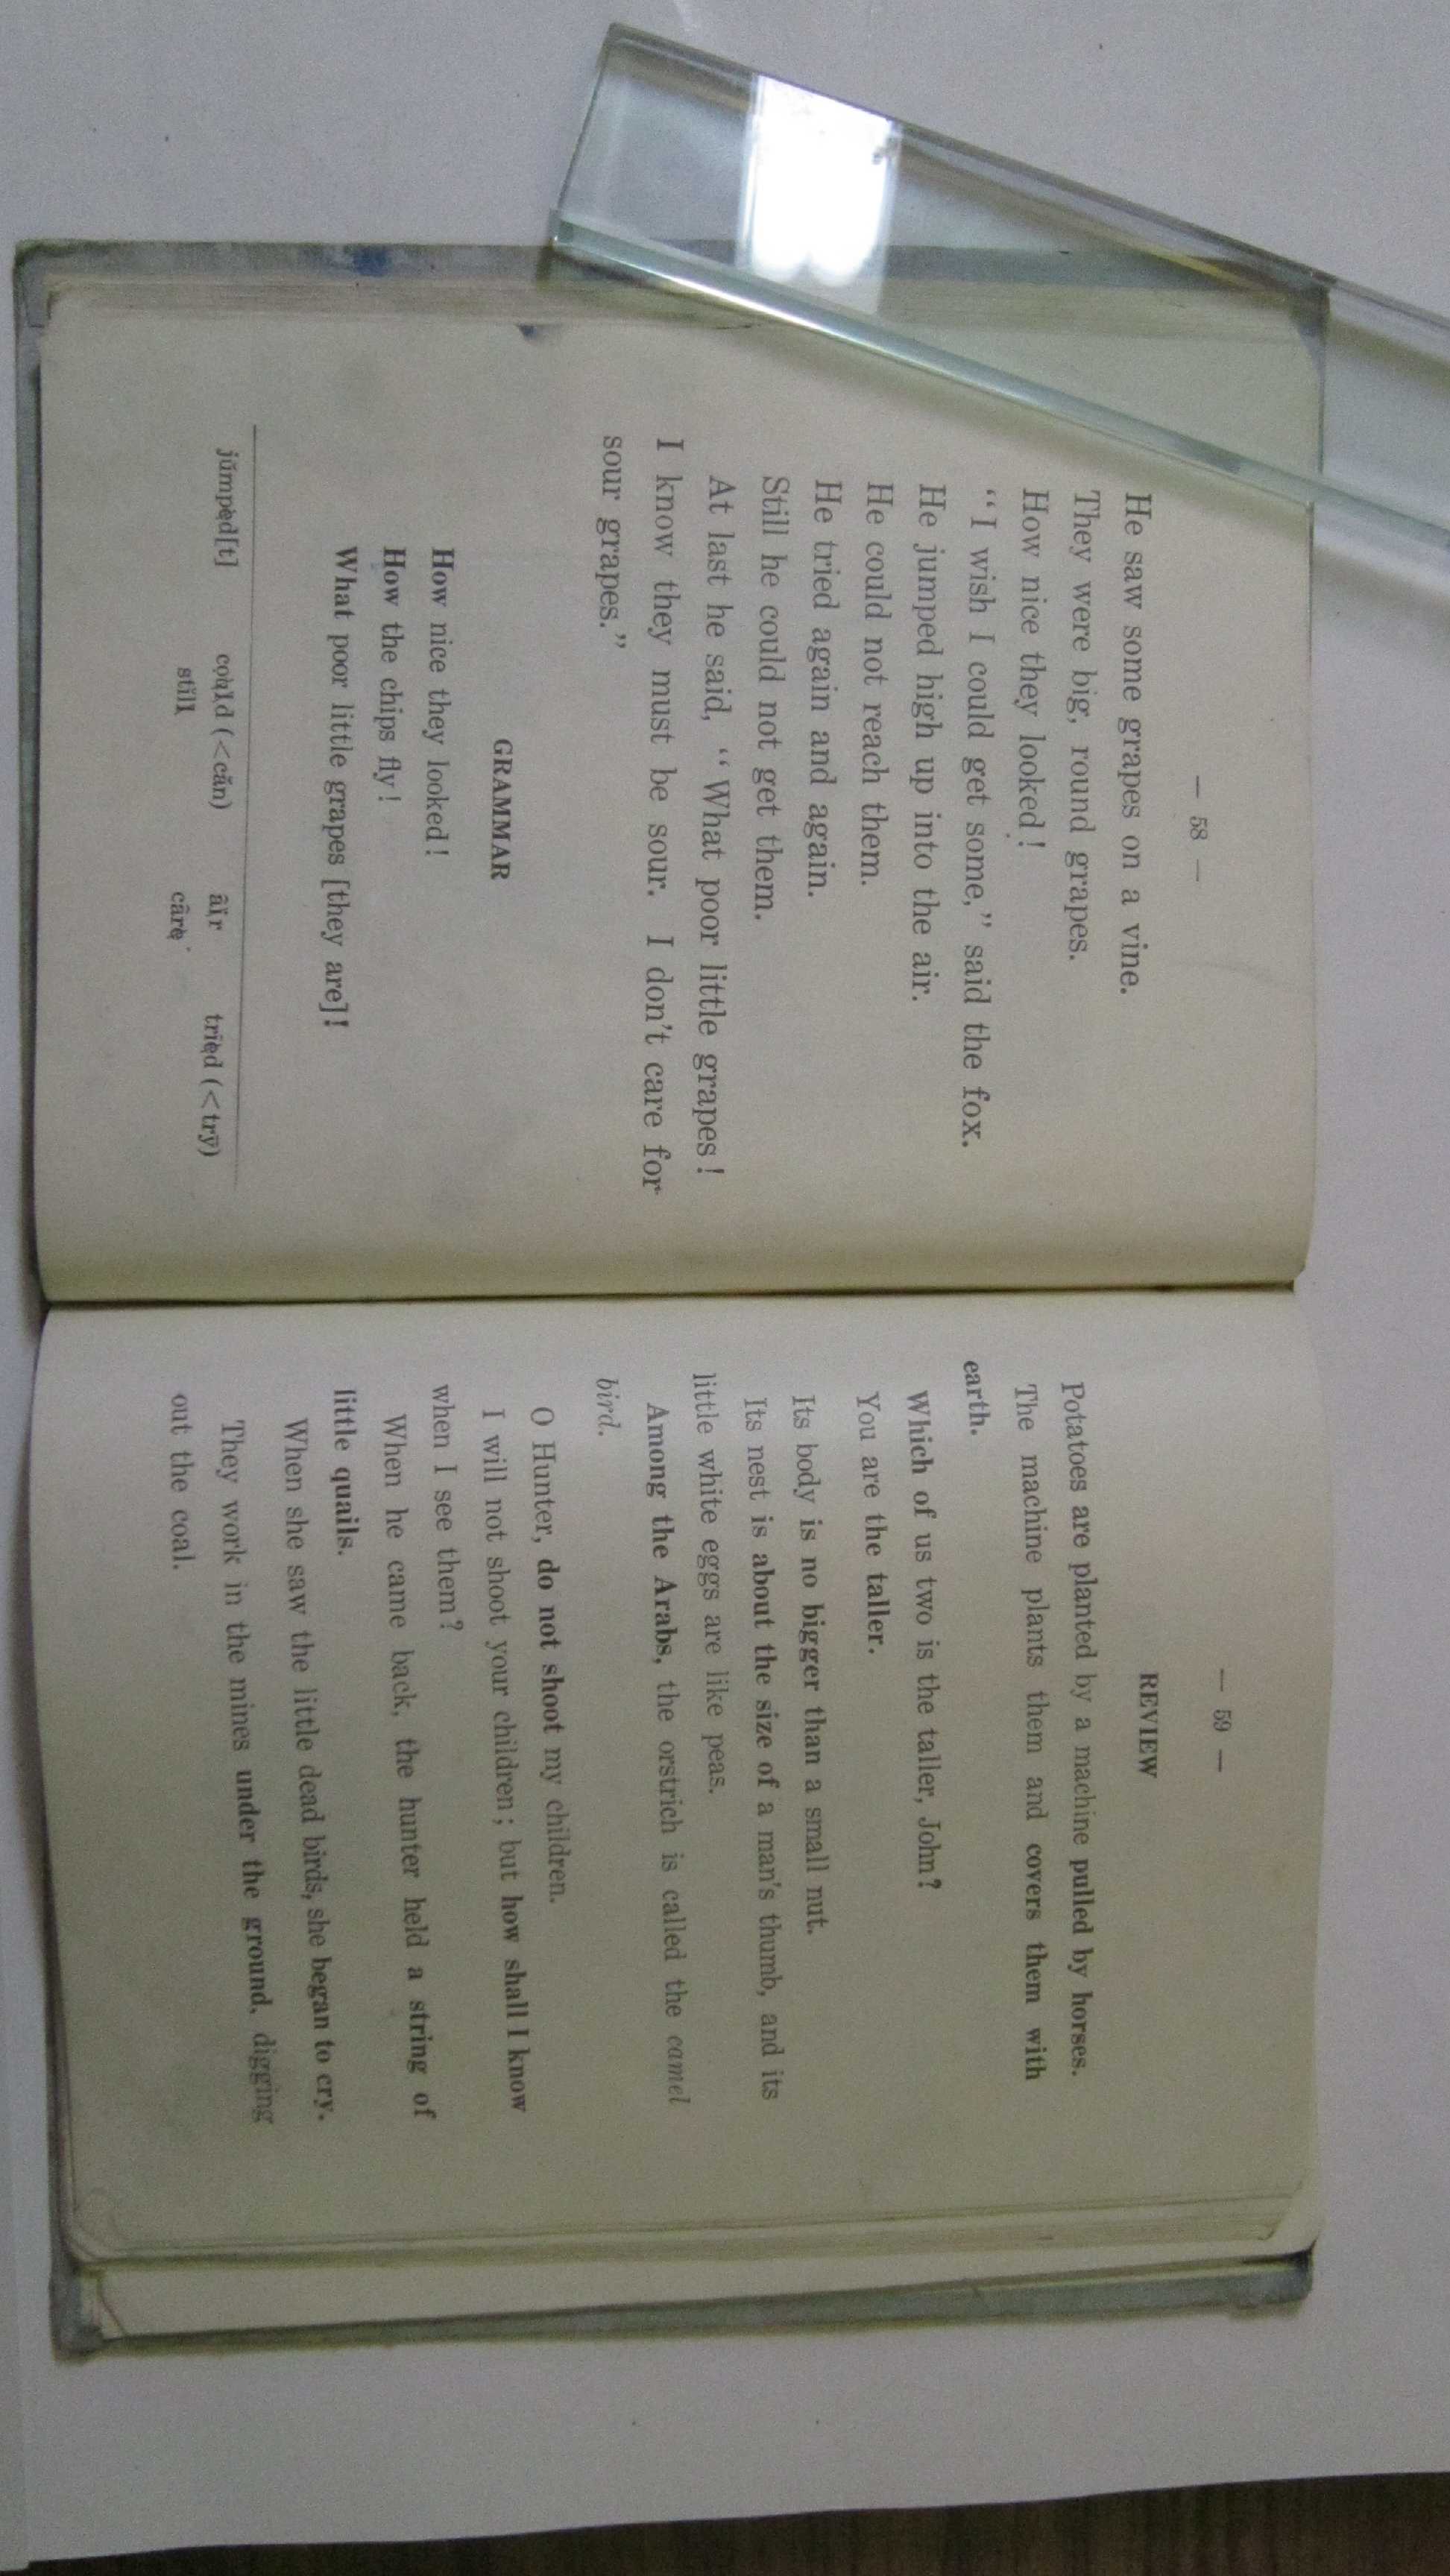 — 58 —
He saw some grapes on a vine.
They were big, round grapes.
How nice they looked!
“I wish I could get some,” said the fox.
He jumped high up into the air.
He could not reach them.
He tried again and again.
Still he could not get them.
At last he said, “What poor little grapes!
I know they must be sour. I don’t care for
sour grapes.”
GRAMMAR
How nice they looked!
How the chips fly!
What poor little grapes [they are]!
jŭmped[t] could (<căn) âir trīed (<trȳ)
stĭll câre
— 59 —
REVIEW
Potatoes are planted by a machine pulled by horses.
The machine plants them and covers them with
earth.
Which of us two is the taller, John?
You are the taller.
Its body is no bigger than a small nut.
Its nest is about the size of a man’s thumb, and its
little white eggs are like peas.
Among the Arabs, the orstrich is called the camel
bird.
O Hunter, do not shoot my children.
I will not shoot your children; but how shall I know
when I see them?
When he came back, the hunter held a string of
little quails.
When she saw the little dead birds, she began to cry.
They work in the mines under the ground, digging
out the coal.